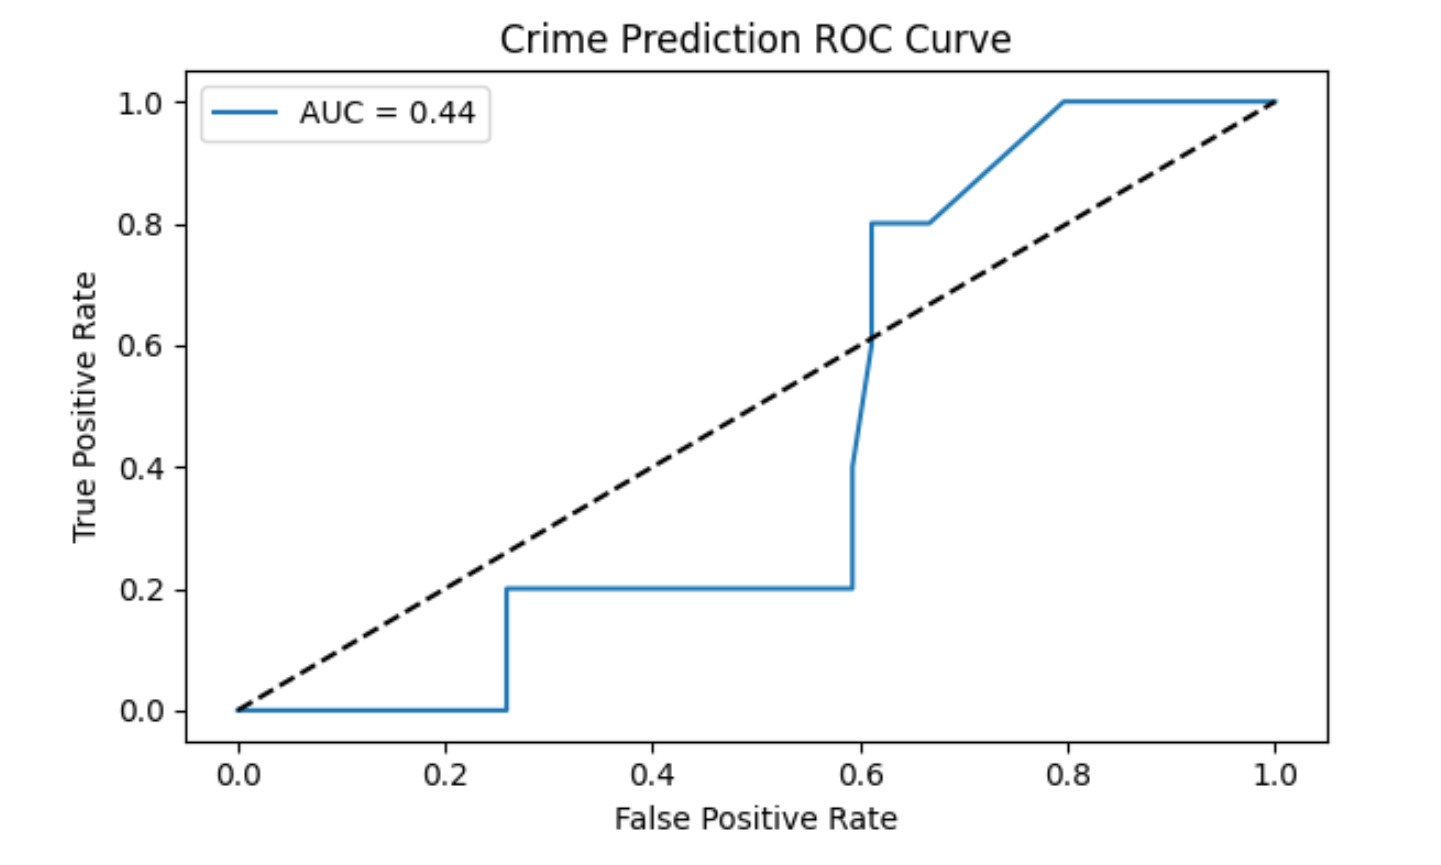 Crime Prediction ROC Curve
AUC = 0.44
1.0
0.8
0.6
0.4
0.2
0.0
True Positive Rate
0.0 0.2 0.4 0.6 0.8 1.0
False Positive Rate